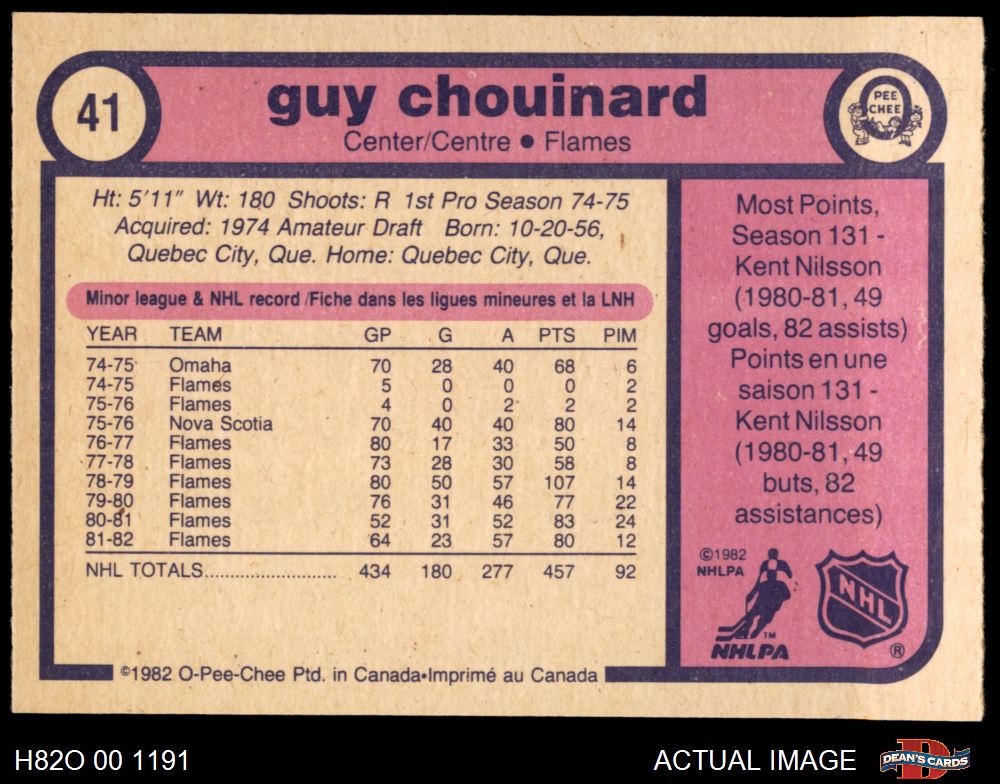 41
guy chouinard
Center/Centre • Flames
PEE
CHEE
Ht: 5'11" Wt: 180 Shoots: R 1st Pro Season 74-75
Acquired: 1974 Amateur Draft Born: 10-20-56,
Quebec City, Que. Home: Quebec City, Que.
Minor league & NHL record /Fiche dans les ligues mineures et la LNH
YEAR TEAM GP G A PTS PIM
74-75 Omaha 70 28 40 68 6
74-75 Flames 5 0 0 0 2
75-76 Flames 4 0 2 2 2
75-76 Nova Scotia 70 40 40 80 14
76-77 Flames 80 17 33 50 8
77-78 Flames 73 28 30 58 8
78-79 Flames 80 50 57 107 14
79-80 Flames 76 31 46 77 22
80-81 Flames 52 31 52 83 24
81-82 Flames 64 23 57 80 12
NHL TOTALS........................ 434 180 277 457 92
©1982 O-Pee-Chee Ptd. in Canada•Imprimé au Canada
Most Points,
Season 131 -
Kent Nilsson
(1980-81, 49
goals, 82 assists)
Points en une
saison 131 -
Kent Nilsson
(1980-81, 49
buts, 82
assistances)
©1982
NHLPA
TM
NHLPA
NHL
®
H82O 00 1191
ACTUAL IMAGE
D
DEAN'S CARDS